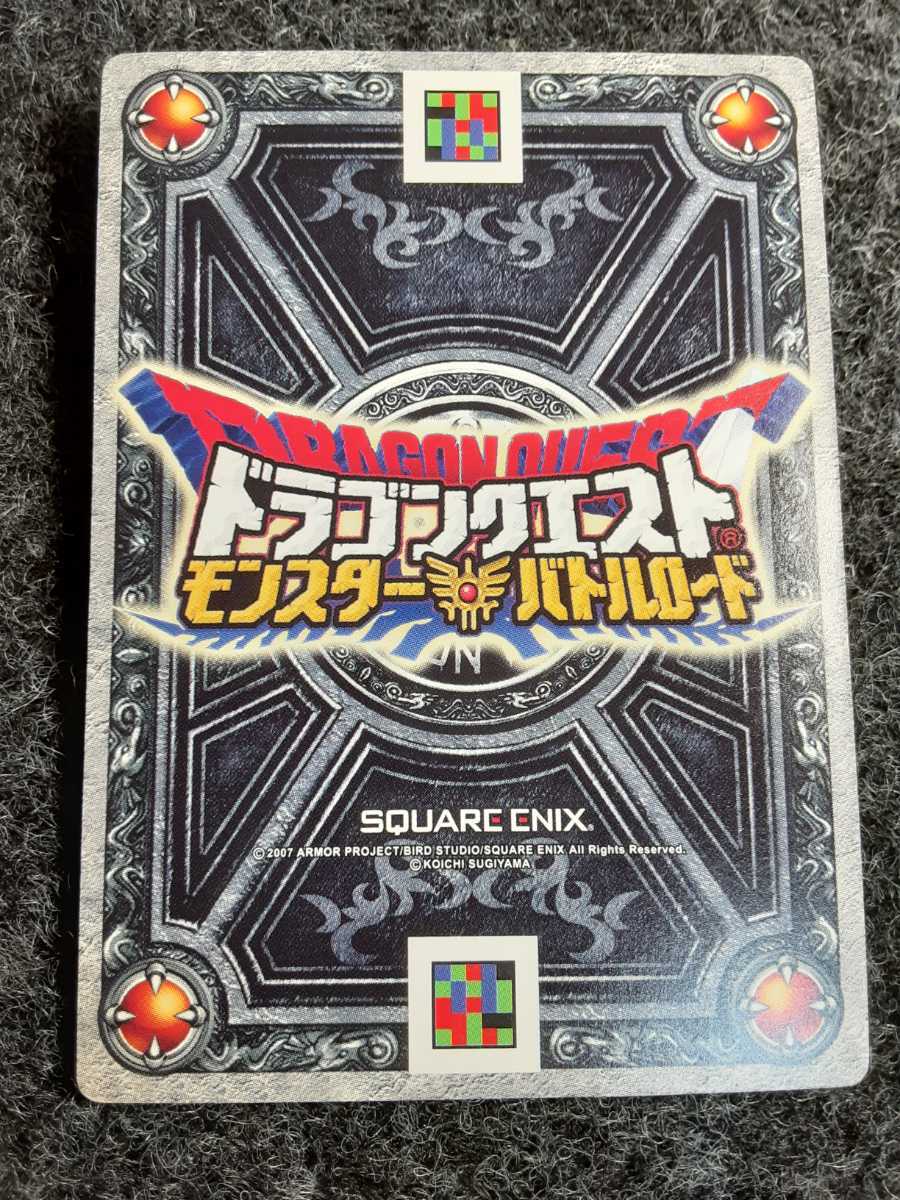 DRAGON QUEST
ドラゴンクエスト®
モンスター バトルロード
SQUARE ENIX®
©2007 ARMOR PROJECT/BIRD STUDIO/SQUARE ENIX All Rights Reserved.
©KOICHI SUGIYAMA